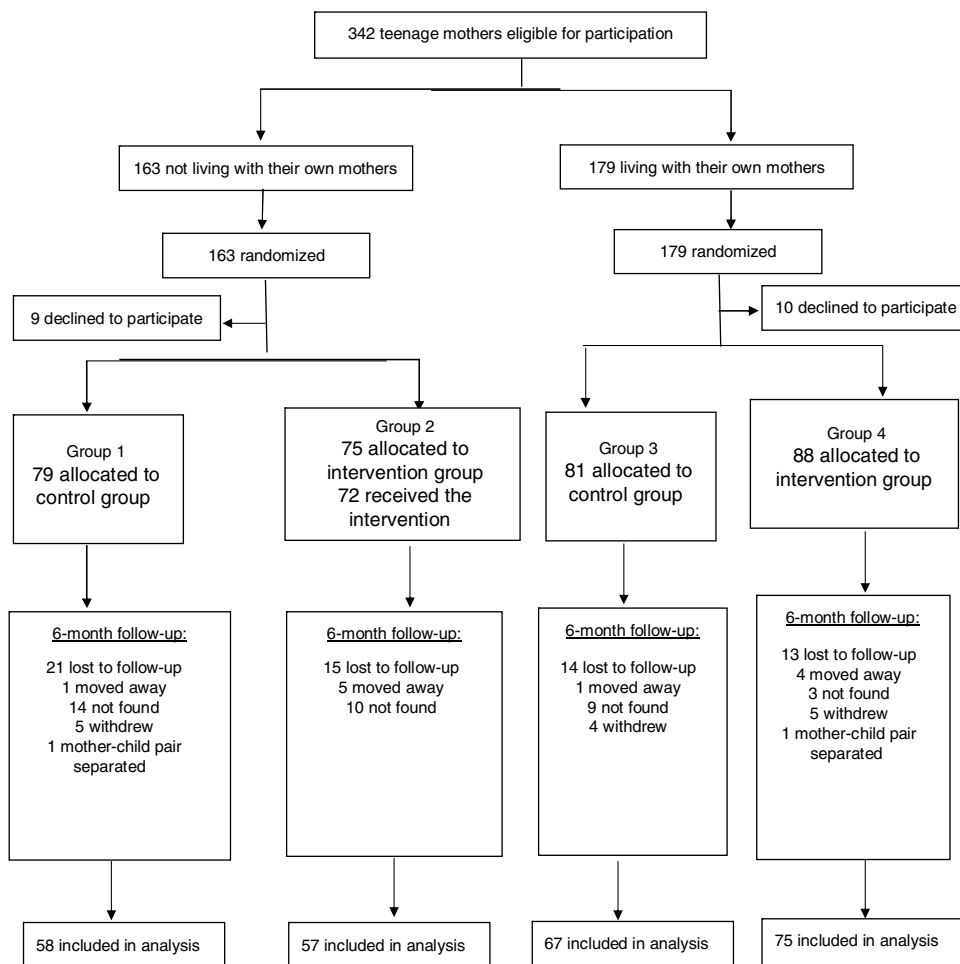 342 teenage mothers eligible for participation
163 not living with their own mothers
179 living with their own mothers
163 randomized
179 randomized
9 declined to participate
10 declined to participate
Group 1
79 allocated to
control group
Group 2
75 allocated to
intervention group
72 received the
intervention
Group 3
81 allocated to
control group
Group 4
88 allocated to
intervention group
6-month follow-up:
21 lost to follow-up
1 moved away
14 not found
5 withdrew
1 mother-child pair
separated
6-month follow-up:
15 lost to follow-up
5 moved away
10 not found
6-month follow-up:
14 lost to follow-up
1 moved away
9 not found
4 withdrew
6-month follow-up:
13 lost to follow-up
4 moved away
3 not found
5 withdrew
1 mother-child pair
separated
58 included in analysis
57 included in analysis
67 included in analysis
75 included in analysis